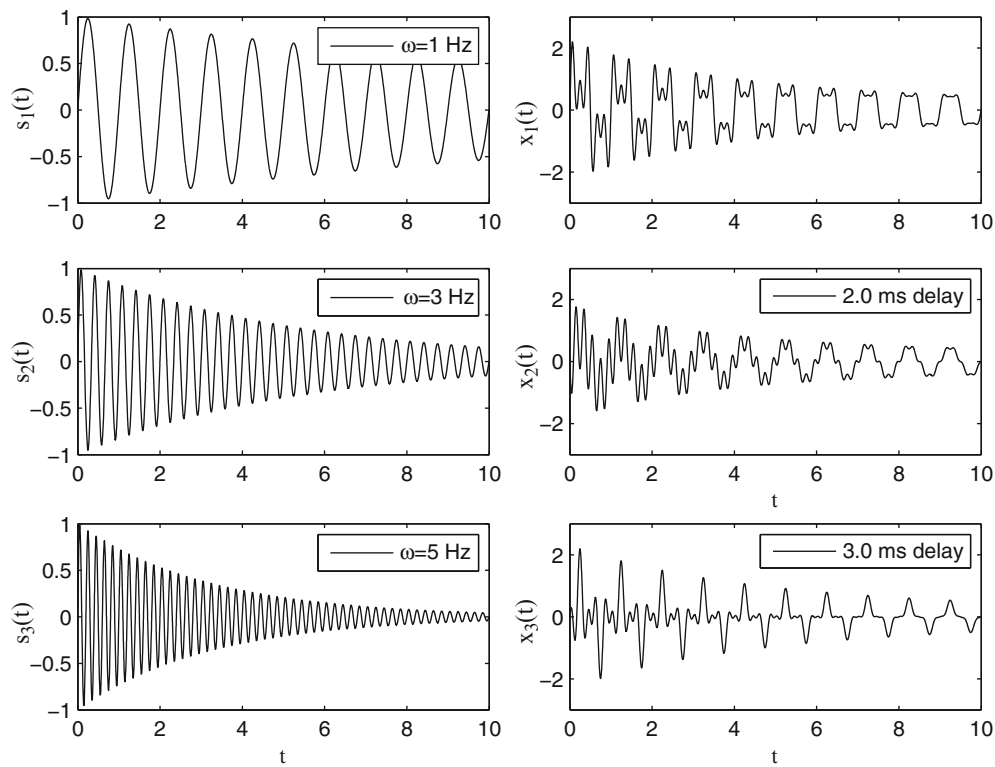 1
0.5
0
−0.5
−1
s1(t)
ω=1 Hz
0 2 4 6 8 10
2
0
−2
x1(t)
0 2 4 6 8 10
1
0.5
0
−0.5
−1
s2(t)
ω=3 Hz
0 2 4 6 8 10
2
0
−2
x2(t)
2.0 ms delay
0 2 4 6 8 10
t
1
0.5
0
−0.5
−1
s3(t)
ω=5 Hz
0 2 4 6 8 10
t
2
0
−2
x3(t)
3.0 ms delay
0 2 4 6 8 10
t